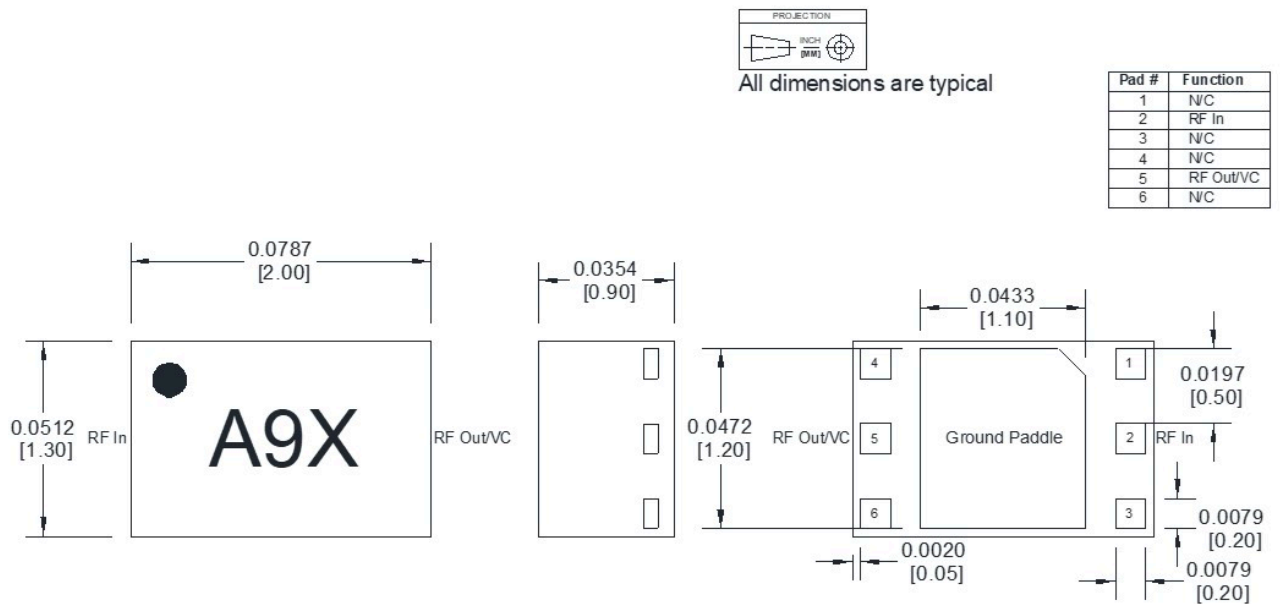 PROJECTION
INCH
[MM]
All dimensions are typical
Pad # Function
1 N/C
2 RF In
3 N/C
4 N/C
5 RF Out/VC
6 N/C
0.0787
[2.00]
0.0512
[1.30]
RF In
A9X
RF Out/VC
0.0354
[0.90]
0.0433
[1.10]
0.0472
[1.20]
RF Out/VC
4
5
6
Ground Paddle
1
2
3
RF In
0.0197
[0.50]
0.0079
[0.20]
0.0020
[0.05]
0.0079
[0.20]